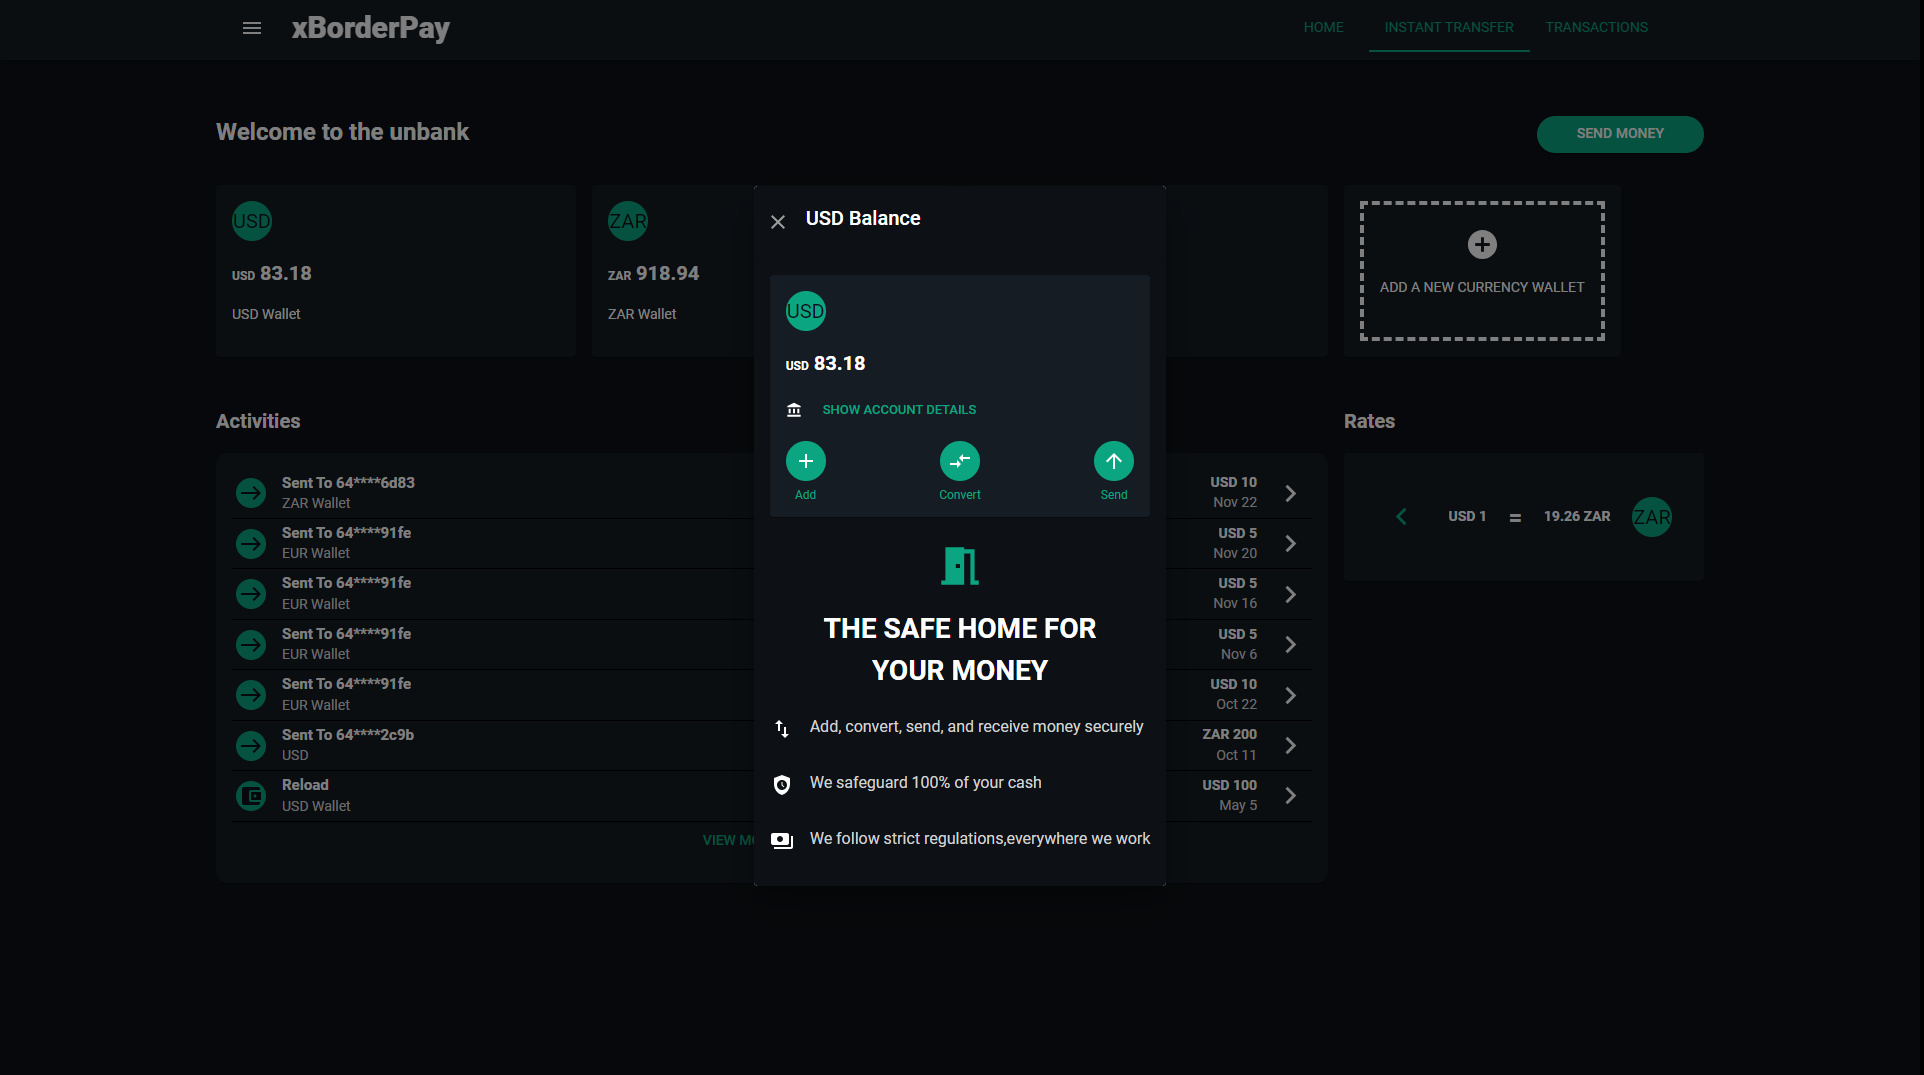 xBorderPay
HOME
INSTANT TRANSFER
TRANSACTIONS
Welcome to the unbank
SEND MONEY
USD
USD 83.18
USD Wallet
ZAR
ZAR 918.94
ZAR Wallet
ADD A NEW CURRENCY WALLET
USD Balance
USD
USD 83.18
SHOW ACCOUNT DETAILS
Add
Convert
Send
THE SAFE HOME FOR
YOUR MONEY
Add, convert, send, and receive money securely
We safeguard 100% of your cash
We follow strict regulations,everywhere we work
Activities
Sent To 64****6d83
USD 10
ZAR Wallet
Nov 22
Sent To 64****91fe
USD 5
EUR Wallet
Nov 20
Sent To 64****91fe
USD 5
EUR Wallet
Nov 16
Sent To 64****91fe
USD 5
EUR Wallet
Nov 6
Sent To 64****91fe
USD 10
EUR Wallet
Oct 22
Sent To 64****2c9b
ZAR 200
USD
Oct 11
Reload
USD 100
USD Wallet
May 5
VIEW
Rates
USD 1 = 19.26 ZAR
ZAR